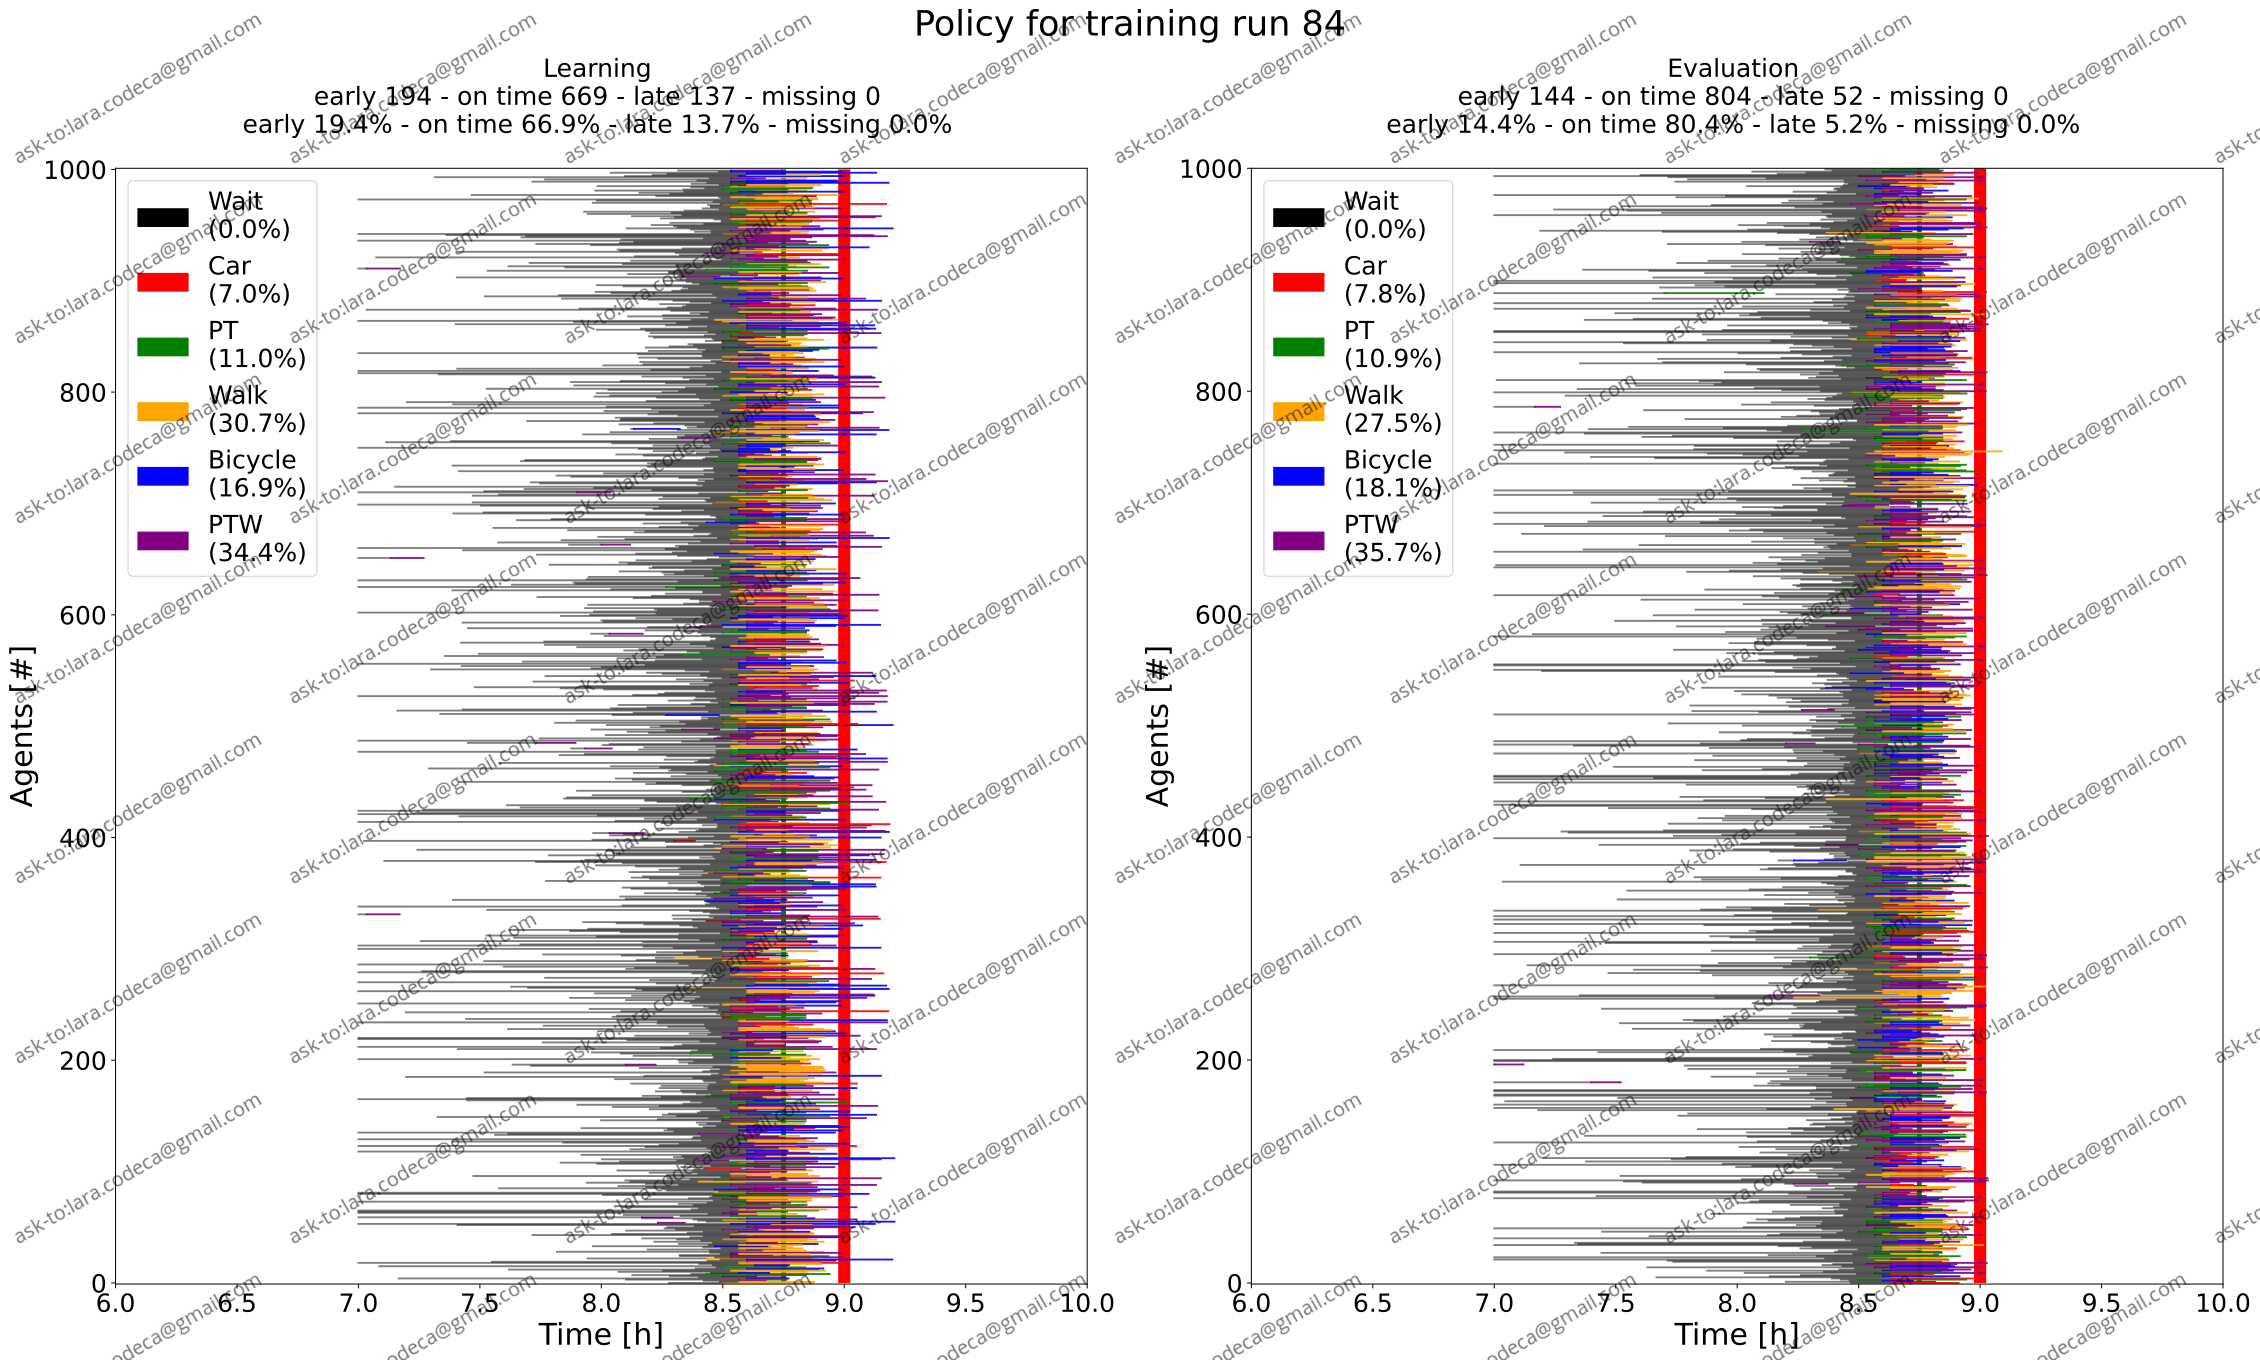 Policy for training run 84
Learning
early 194 - on time 669 - late 137 - missing 0
early 19.4% - on time 66.9% - late 13.7% - missing 0.0%
1000
800
600
400
200
0
Agents [#]
Wait
(0.0%)
Car
(7.0%)
PT
(11.0%)
Walk
(30.7%)
Bicycle
(16.9%)
PTW
(34.4%)
6.0 6.5 7.0 7.5 8.0 8.5 9.0 9.5 10.0
Time [h]
Evaluation
early 144 - on time 804 - late 52 - missing 0
early 14.4% - on time 80.4% - late 5.2% - missing 0.0%
1000
800
600
400
200
0
Agents [#]
Wait
(0.0%)
Car
(7.8%)
PT
(10.9%)
Walk
(27.5%)
Bicycle
(18.1%)
PTW
(35.7%)
6.0 6.5 7.0 7.5 8.0 8.5 9.0 9.5 10.0
Time [h]
ask-to:lara.codeca@gmail.com